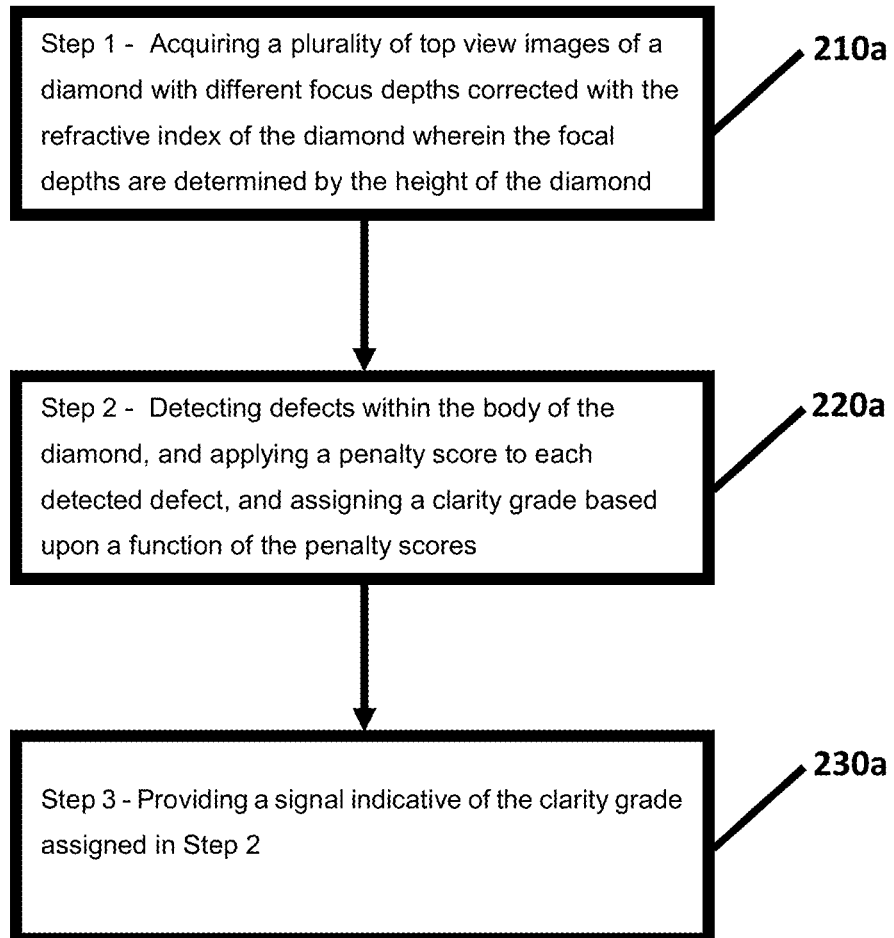 Step 1 - Acquiring a plurality of top view images of a
diamond with different focus depths corrected with the
refractive index of the diamond wherein the focal
depths are determined by the height of the diamond
210a
Step 2 - Detecting defects within the body of the
diamond, and applying a penalty score to each
detected defect, and assigning a clarity grade based
upon a function of the penalty scores
220a
Step 3 - Providing a signal indicative of the clarity grade
assigned in Step 2
230a